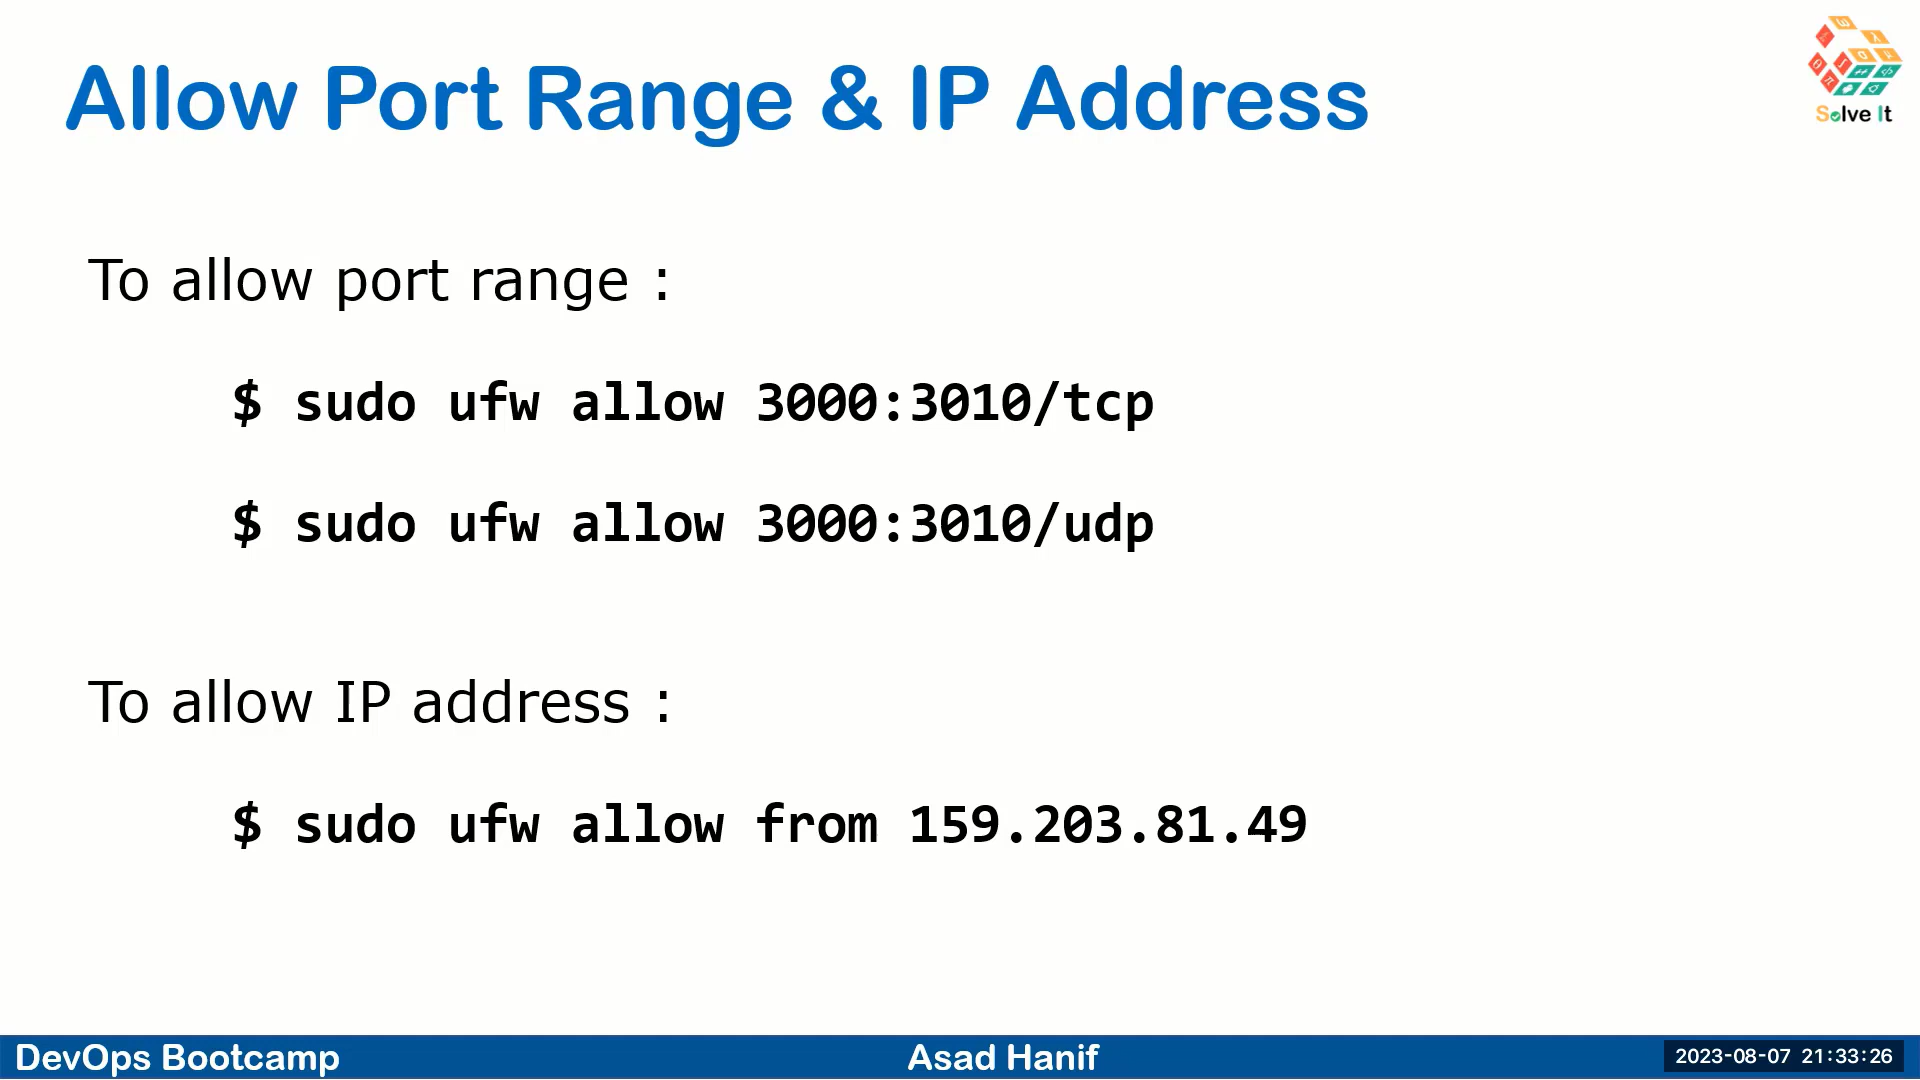 Allow Port Range & IP Address
Solve It
To allow port range :
$ sudo ufw allow 3000:3010/tcp
$ sudo ufw allow 3000:3010/udp
To allow IP address :
$ sudo ufw allow from 159.203.81.49
DevOps Bootcamp
Asad Hanif
2023-08-07 21:33:26